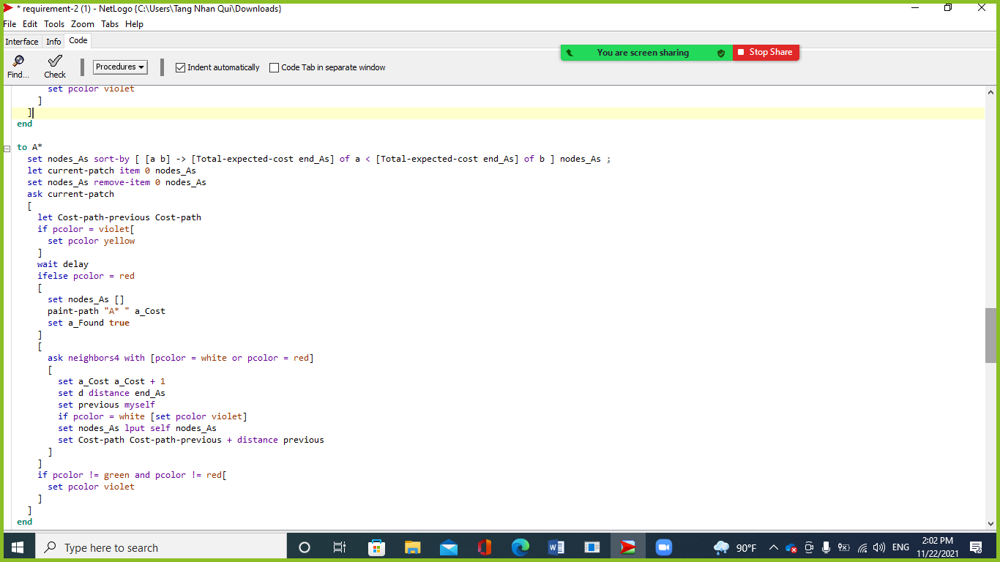 * requirement-2 (1) - NetLogo {C:\Users\Tang Nhan Qui\Downloads}
File Edit Tools Zoom Tabs Help
Interface Info Code
You are screen sharing Stop Share
Find... Check Procedures Indent automatically Code Tab in separate window
set pcolor violet
]
]
end
to A*
set nodes_As sort-by [ [a b] -> [Total-expected-cost end_As] of a < [Total-expected-cost end_As] of b ] nodes_As ;
let current-patch item 0 nodes_As
set nodes_As remove-item 0 nodes_As
ask current-patch
[
let Cost-path-previous Cost-path
if pcolor = violet[
set pcolor yellow
]
wait delay
ifelse pcolor = red
[
set nodes_As []
paint-path "A* " a_Cost
set a_Found true
]
[
ask neighbors4 with [pcolor = white or pcolor = red]
[
set a_Cost a_Cost + 1
set d distance end_As
set previous myself
if pcolor = white [set pcolor violet]
set nodes_As lput self nodes_As
set Cost-path Cost-path-previous + distance previous
]
]
if pcolor != green and pcolor != red[
set pcolor violet
]
]
end
Type here to search
90°F
ENG
2:02 PM
11/22/2021